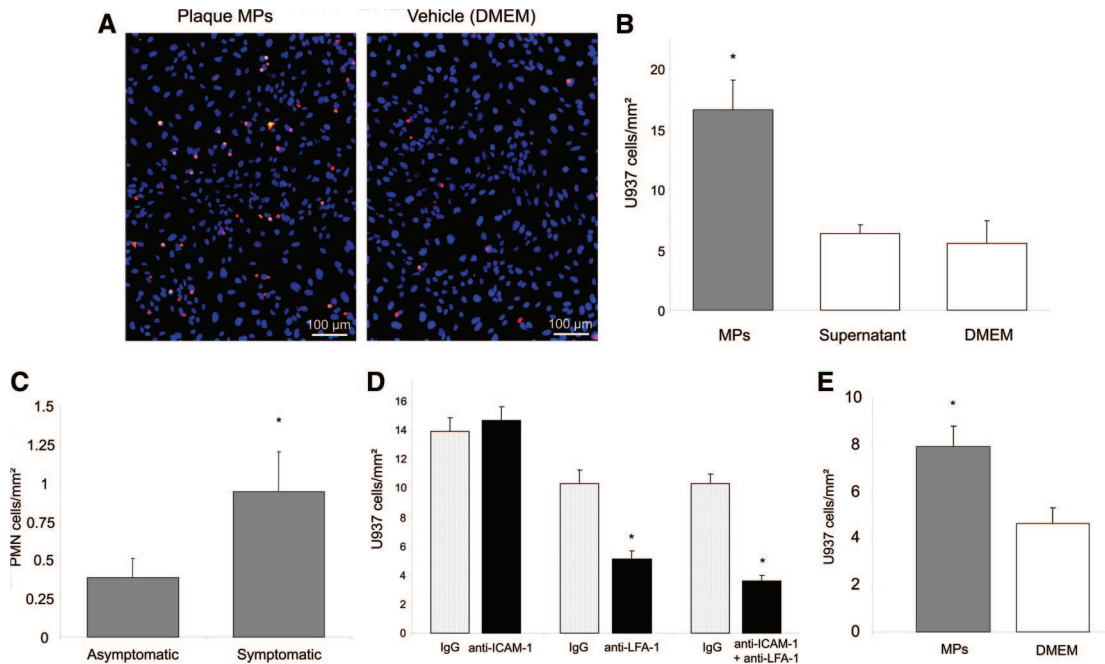 A
Plaque MPs
Vehicle (DMEM)
100 µm
100 µm
B
U937 cells/mm²
20
15
10
5
0
*
MPs
Supernatant
DMEM
C
PMN cells/mm²
1.5
1.25
1
0.75
0.5
0.25
0
*
Asymptomatic
Symptomatic
D
U937 cells/mm²
16
14
12
10
8
6
4
2
0
*
*
IgG
anti-ICAM-1
IgG
anti-LFA-1
IgG
anti-ICAM-1
+ anti-LFA-1
E
U937 cells/mm²
10
8
6
4
2
0
*
MPs
DMEM